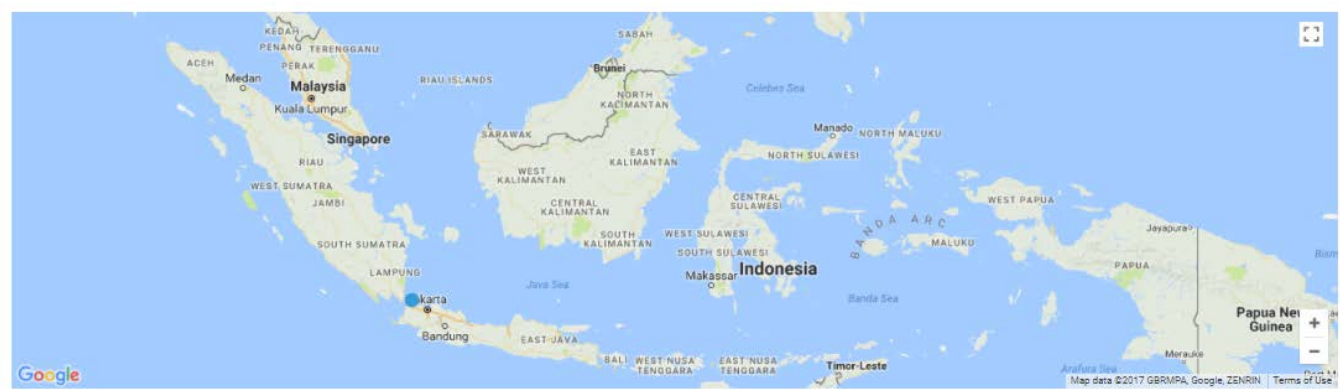 KEDAH
SABAH
PENANG
TERENGGANU
ACEH
PERAK
Medan
Malaysia
RIAU ISLANDS
Brunei
Kuala Lumpur
NORTH
KALIMANTAN
Celebes Sea
Singapore
SARAWAK
Manado
NORTH MALUKU
RIAU
EAST
KALIMANTAN
NORTH SULAWESI
WEST
KALIMANTAN
WEST SUMATRA
JAMBI
CENTRAL
KALIMANTAN
CENTRAL
SULAWESI
WEST PAPUA
BANDA ARC
Jayapura
SOUTH
KALIMANTAN
WEST SULAWESI
SOUTH SUMATRA
SOUTH SULAWESI
MALUKU
PAPUA
LAMPUNG
Makassar
Indonesia
Java Sea
Banda Sea
karta
Papua New
Guinea
Bandung
EAST JAVA
BALI
WEST NUSA
TENGGARA
EAST NUSA
TENGGARA
Timor-Leste
Merauke
Arafura Sea
Google
Map data ©2017 GBRMPA, Google, ZENRIN
Terms of Use